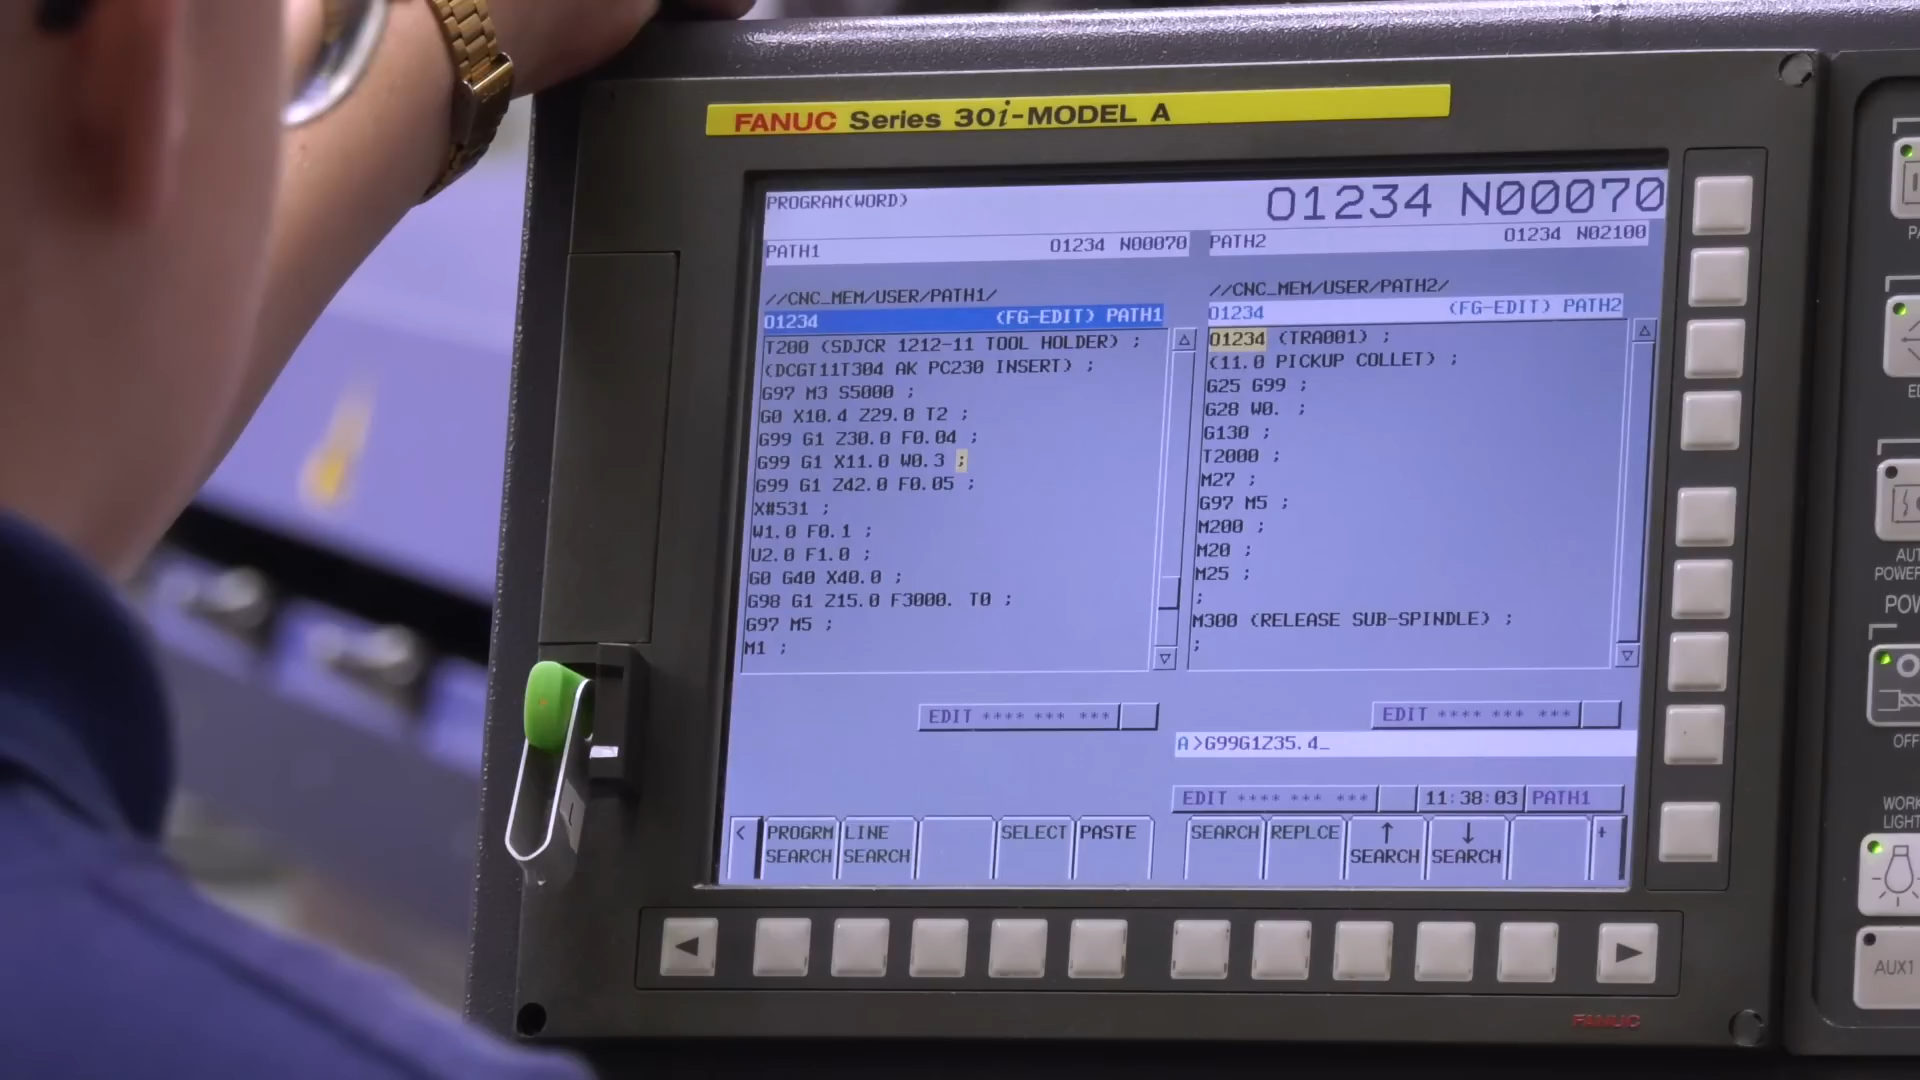 FANUC Series 30i-MODEL A
PROGRAM(WORD)
O1234 N00070
PATH1 O1234 N00070
PATH2 O1234 N02100
//CNC_MEM/USER/PATH1/
O1234 (FG-EDIT) PATH1
T200 (SDJCR 1212-11 TOOL HOLDER) ;
(DCGT11T304 AK PC230 INSERT) ;
G97 M3 S5000 ;
G0 X10.4 Z29.0 T2 ;
G99 G1 Z30.0 F0.04 ;
G99 G1 X11.0 W0.3 ;
G99 G1 Z42.0 F0.05 ;
X#531 ;
W1.0 F0.1 ;
U2.0 F1.0 ;
G0 G40 X40.0 ;
G98 G1 Z15.0 F3000. T0 ;
G97 M5 ;
M1 ;
//CNC_MEM/USER/PATH2/
O1234 (FG-EDIT) PATH2
O1234 (TRA001) ;
(11.0 PICKUP COLLET) ;
G25 G99 ;
G28 W0. ;
G130 ;
T2000 ;
M27 ;
G97 M5 ;
M200 ;
M20 ;
M25 ;
;
M300 (RELEASE SUB-SPINDLE) ;
;
EDIT **** *** ***
EDIT **** *** ***
A>G99G1Z35.4_
EDIT **** *** *** 11:38:03 PATH1
< PROGRM SEARCH
LINE SEARCH
SELECT
PASTE
SEARCH
REPLCE
↑ SEARCH
↓ SEARCH
+
FANUC
OFF
WORK
LIGHT
AUX1